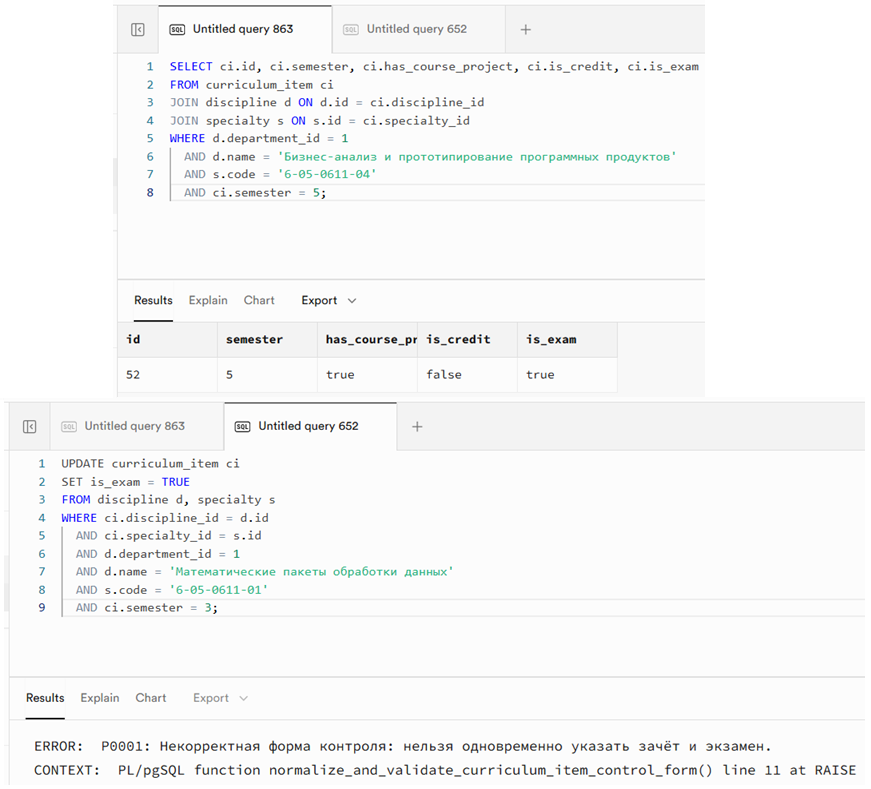 Untitled query 863 Untitled query 652 +
1 SELECT ci.id, ci.semester, ci.has_course_project, ci.is_credit, ci.is_exam
2 FROM curriculum_item ci
3 JOIN discipline d ON d.id = ci.discipline_id
4 JOIN specialty s ON s.id = ci.specialty_id
5 WHERE d.department_id = 1
6 AND d.name = 'Бизнес-анализ и прототипирование программных продуктов'
7 AND s.code = '6-05-0611-04'
8 AND ci.semester = 5;
Results Explain Chart Export
id semester has_course_pr is_credit is_exam
52 5 true false true
Untitled query 863 Untitled query 652 +
1 UPDATE curriculum_item ci
2 SET is_exam = TRUE
3 FROM discipline d, specialty s
4 WHERE ci.discipline_id = d.id
5 AND ci.specialty_id = s.id
6 AND d.department_id = 1
7 AND d.name = 'Математические пакеты обработки данных'
8 AND s.code = '6-05-0611-01'
9 AND ci.semester = 3;
Results Explain Chart Export
ERROR: P0001: Некорректная форма контроля: нельзя одновременно указать зачёт и экзамен.
CONTEXT: PL/pgSQL function normalize_and_validate_curriculum_item_control_form() line 11 at RAISE